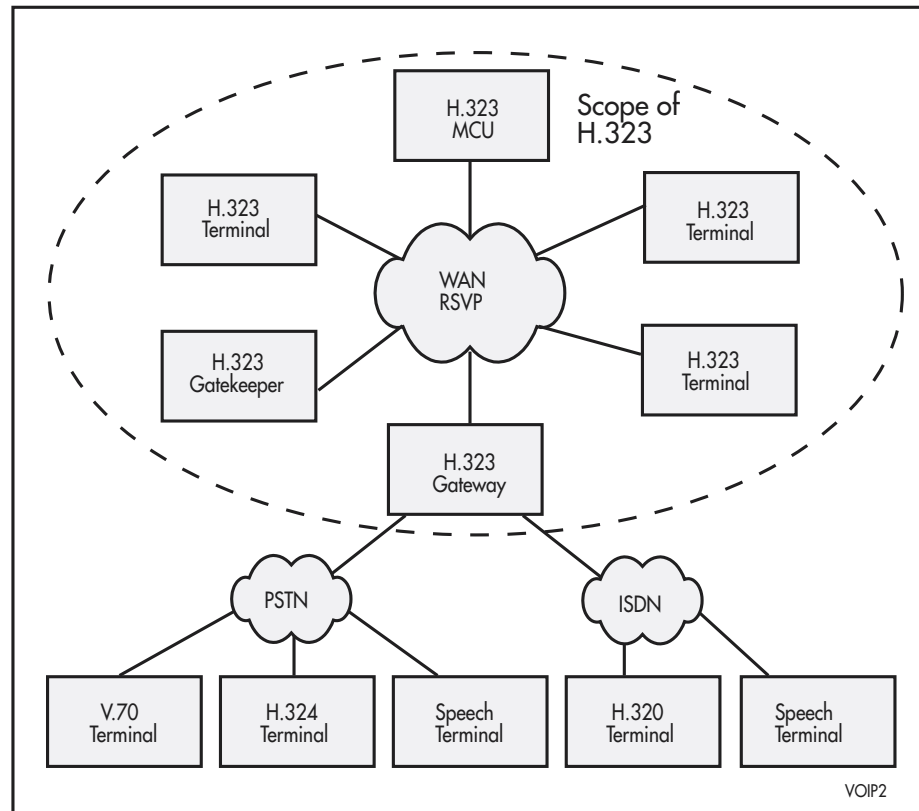 H.323
MCU
Scope of
H.323
H.323
Terminal
H.323
Terminal
WAN
RSVP
H.323
Gatekeeper
H.323
Terminal
H.323
Gateway
PSTN
ISDN
V.70
Terminal
H.324
Terminal
Speech
Terminal
H.320
Terminal
Speech
Terminal
VOIP2